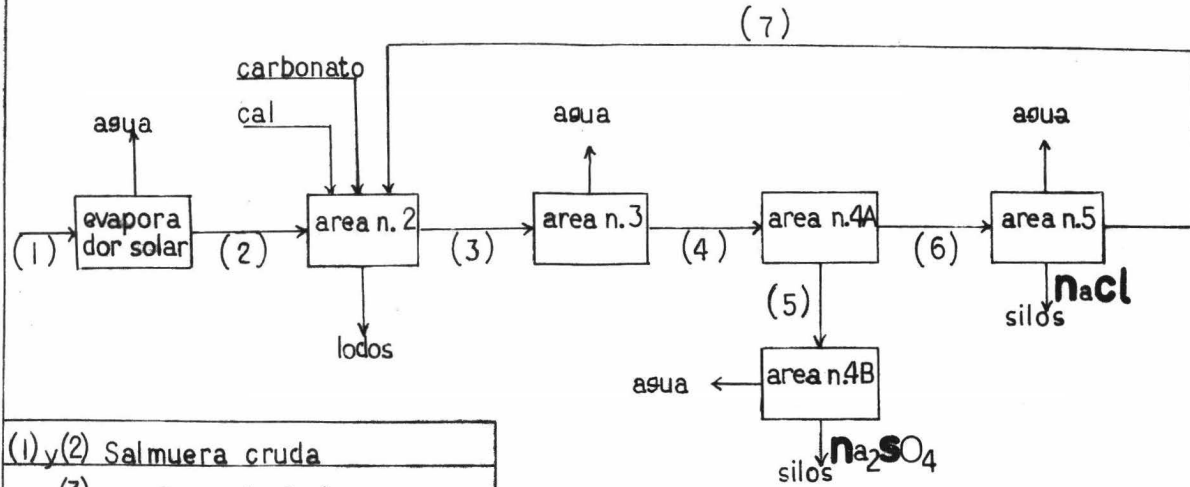 (7)
carbonato
cal
agua
agua
agua
evapora
dor solar
area n. 2
area n. 3
area n.4A
area n.5
(1)
(2)
(3)
(4)
(6)
(5)
nacl
silos
lodos
agua
area n.4B
silos
na2sO4
(1) y (2) Salmuera cruda
(3)